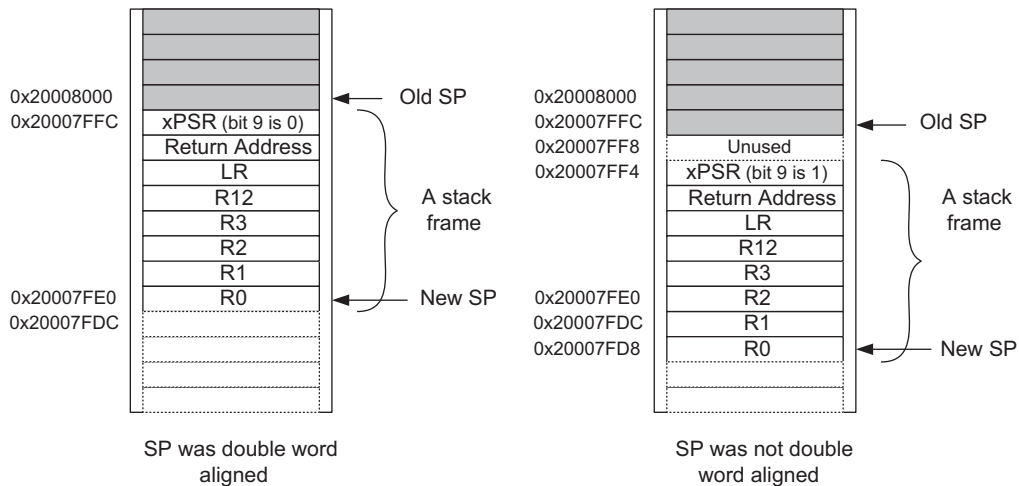 0x20008000
Old SP
0x20007FFC
xPSR (bit 9 is 0)
Return Address
LR
R12
R3
R2
R1
A stack
frame
0x20007FE0
R0
New SP
0x20007FDC
SP was double word
aligned
0x20008000
0x20007FFC
Old SP
0x20007FF8
Unused
0x20007FF4
xPSR (bit 9 is 1)
Return Address
LR
R12
R3
A stack
frame
0x20007FE0
R2
0x20007FDC
R1
0x20007FD8
R0
New SP
SP was not double
word aligned